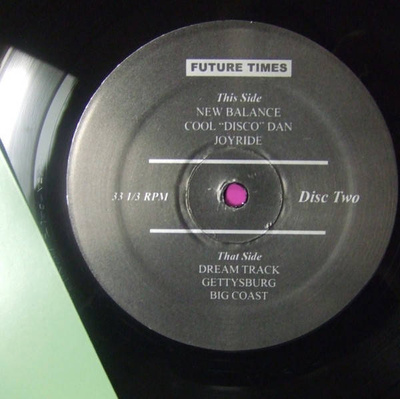 FUTURE TIMES
This Side
NEW BALANCE
COOL "DISCO" DAN
JOYRIDE
33 1/3 RPM
Disc Two
That Side
DREAM TRACK
GETTYSBURG
BIG COAST